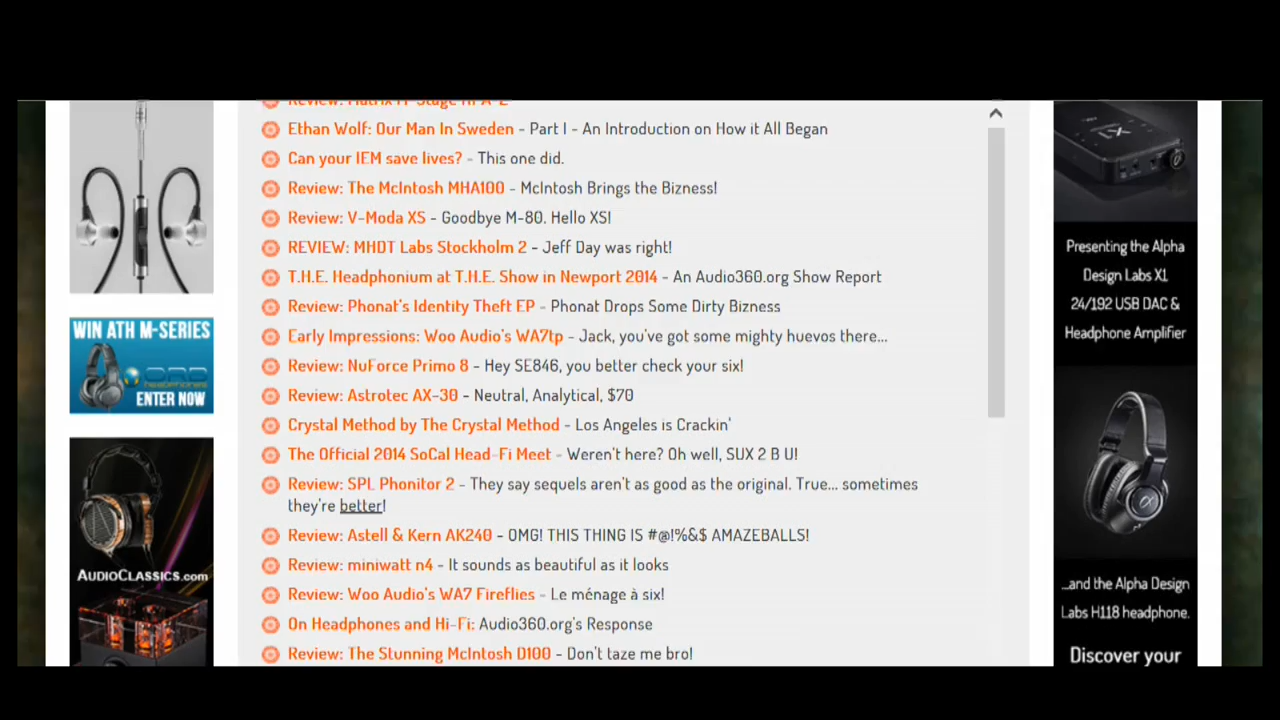 Review: Matrix M-Stage HPA-2
Ethan Wolf: Our Man In Sweden - Part I - An Introduction on How it All Began
Can your IEM save lives? - This one did.
Review: The McIntosh MHA100 - McIntosh Brings the Bizness!
Review: V-Moda XS - Goodbye M-80. Hello XS!
REVIEW: MHDT Labs Stockholm 2 - Jeff Day was right!
T.H.E. Headphonium at T.H.E. Show in Newport 2014 - An Audio360.org Show Report
Review: Phonat's Identity Theft EP - Phonat Drops Some Dirty Bizness
Early Impressions: Woo Audio's WA7tp - Jack, you've got some mighty huevos there...
Review: NuForce Primo 8 - Hey SE846, you better check your six!
Review: Astrotec AX-30 - Neutral, Analytical, $70
Crystal Method by The Crystal Method - Los Angeles is Crackin'
The Official 2014 SoCal Head-Fi Meet - Weren't here? Oh well, SUX 2 B U!
Review: SPL Phonitor 2 - They say sequels aren't as good as the original. True... sometimes
they're better!
Review: Astell & Kern AK240 - OMG! THIS THING IS #@!%&$ AMAZEBALLS!
Review: miniwatt n4 - It sounds as beautiful as it looks
Review: Woo Audio's WA7 Fireflies - Le ménage à six!
On Headphones and Hi-Fi: Audio360.org's Response
Review: The Stunning McIntosh D100 - Don't taze me bro!
WIN ATH M-SERIES
ENTER NOW
AUDIOCLASSICS.COM
X1
Presenting the Alpha
Design Labs X1
24/192 USB DAC &
Headphone Amplifier
...and the Alpha Design
Labs H118 headphone.
Discover your